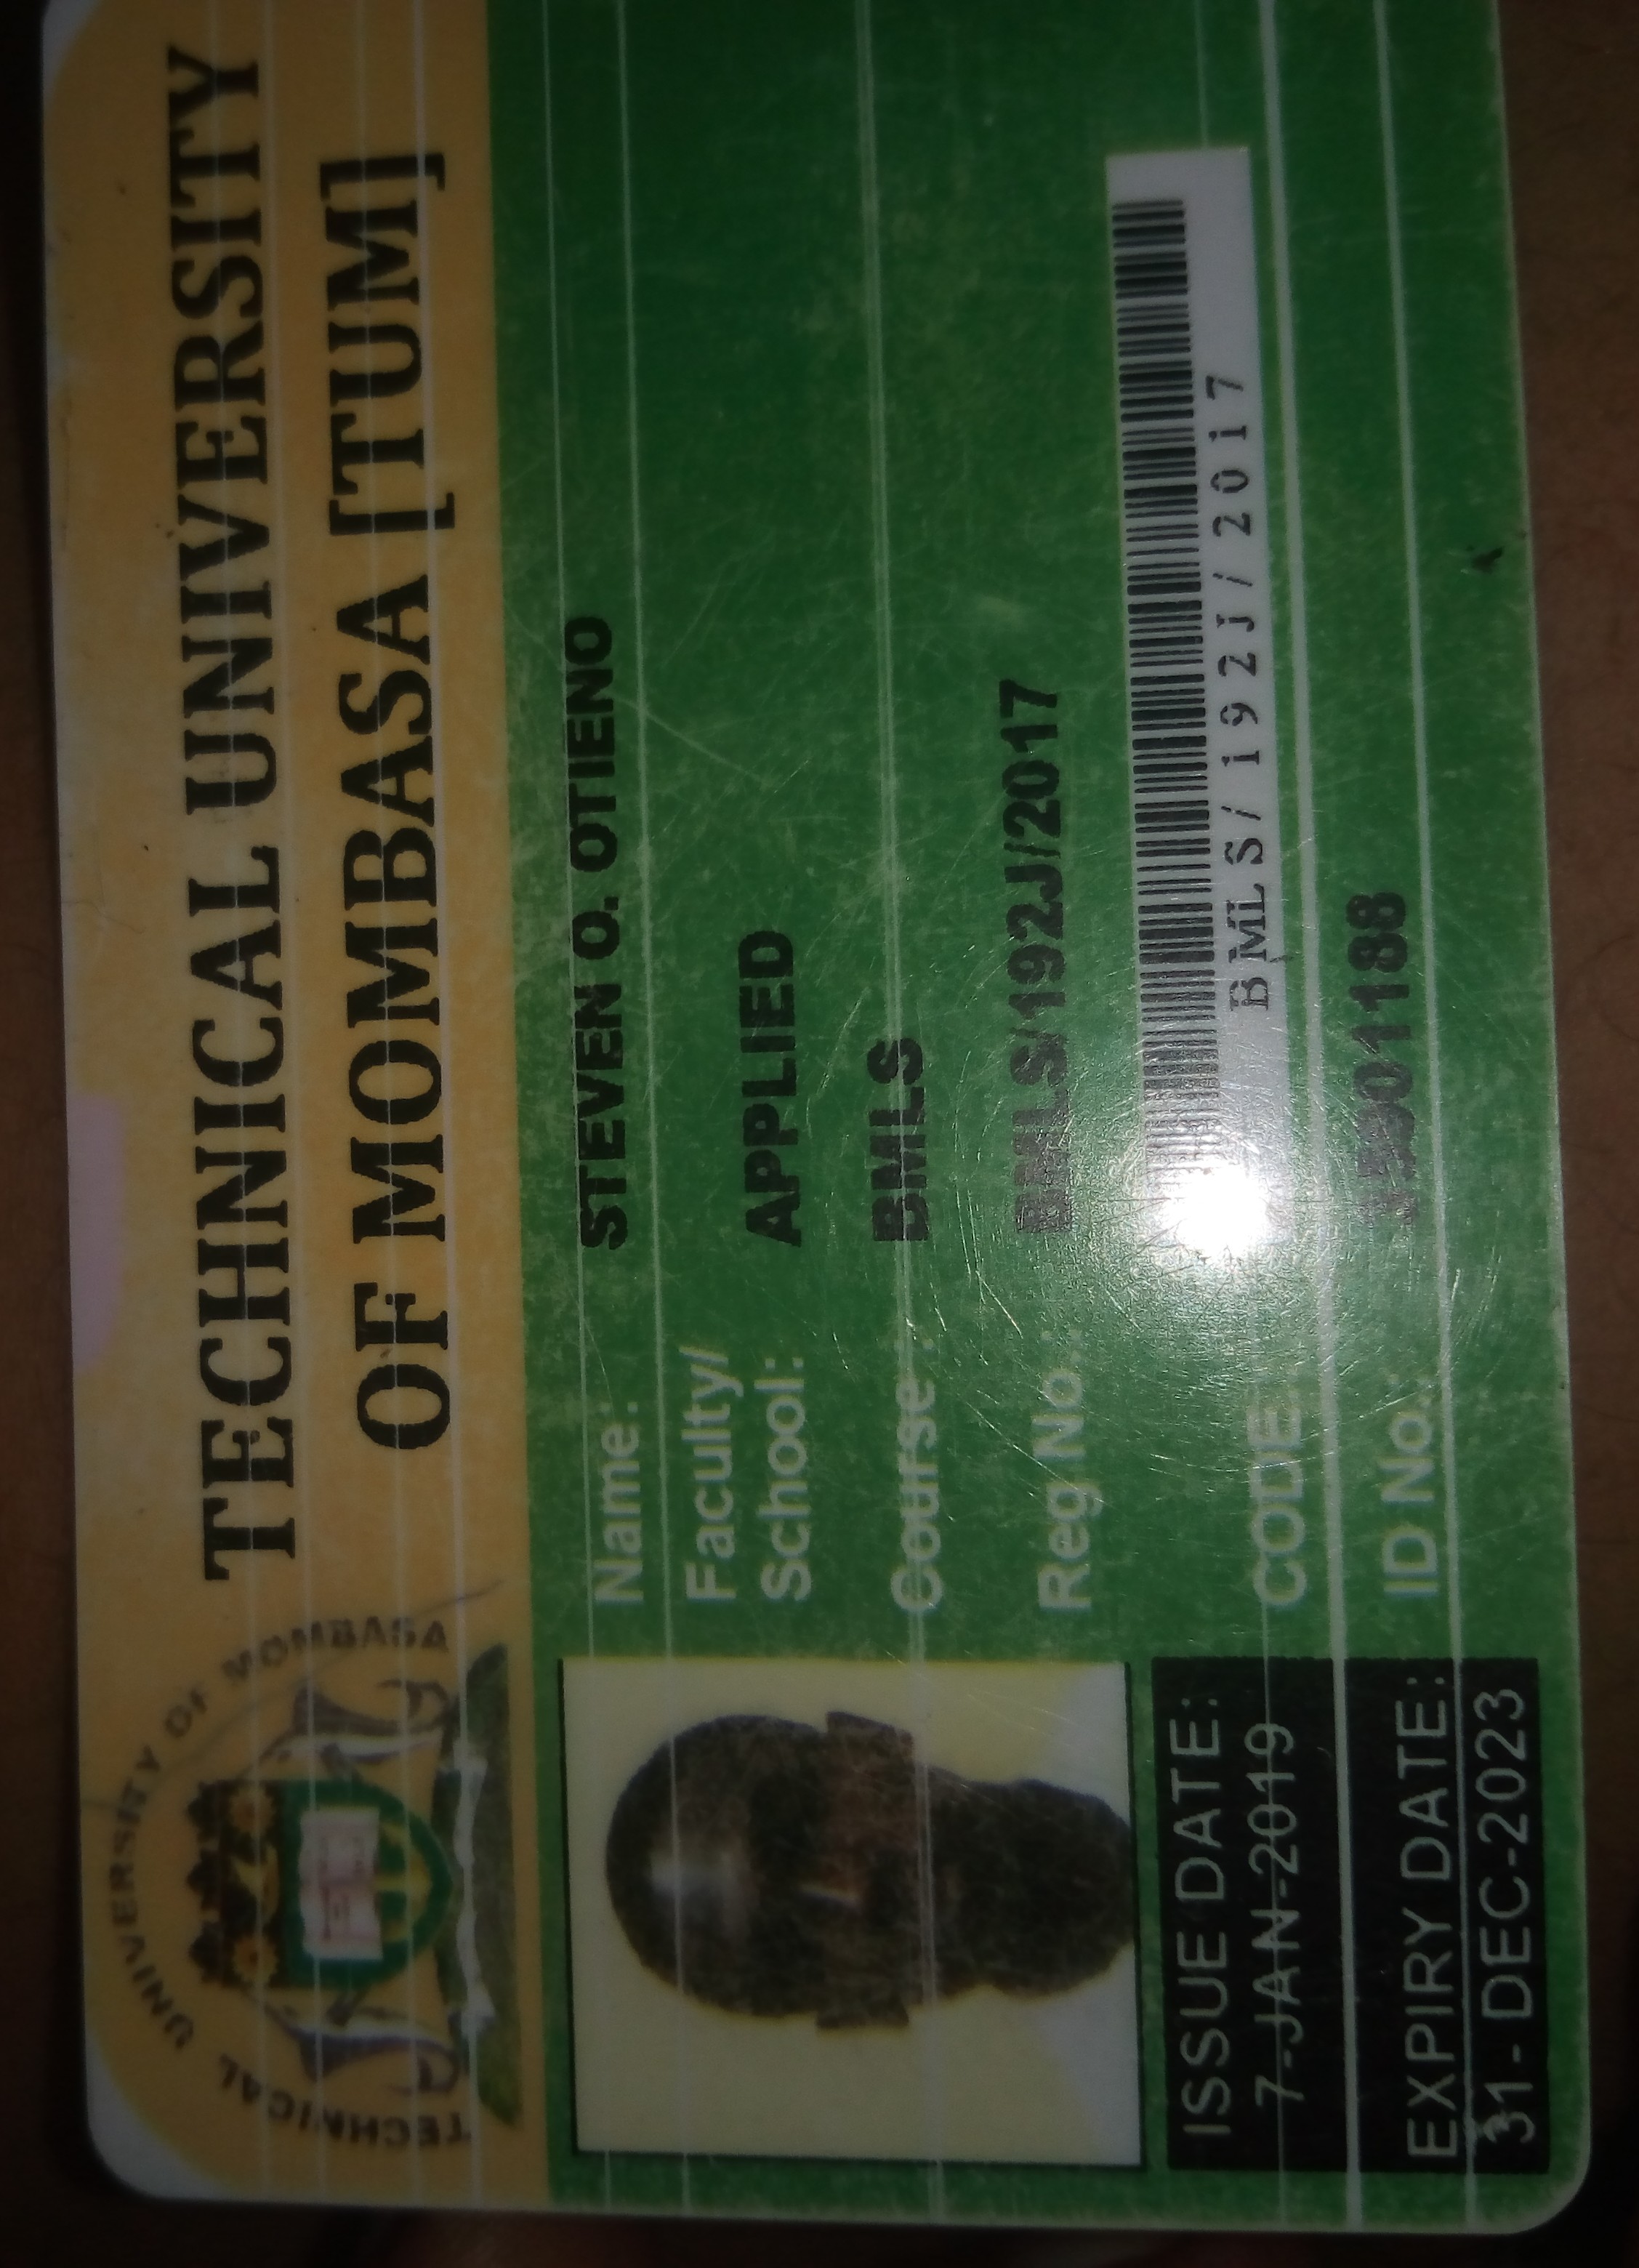 TECHNICAL UNIVERSITY OF MOMBASA
TECHNICAL UNIVERSITY
OF MOMBASA [TUM]
Name: STEVEN O. OTIENO
Faculty/
School: APPLIED
Course: BMLS
Reg No.: BMLS/192J/2017
BMLS/192J/2017
CODE
ID No.:
ISSUE DATE:
7-JAN-2019
EXPIRY DATE:
31-DEC-2023